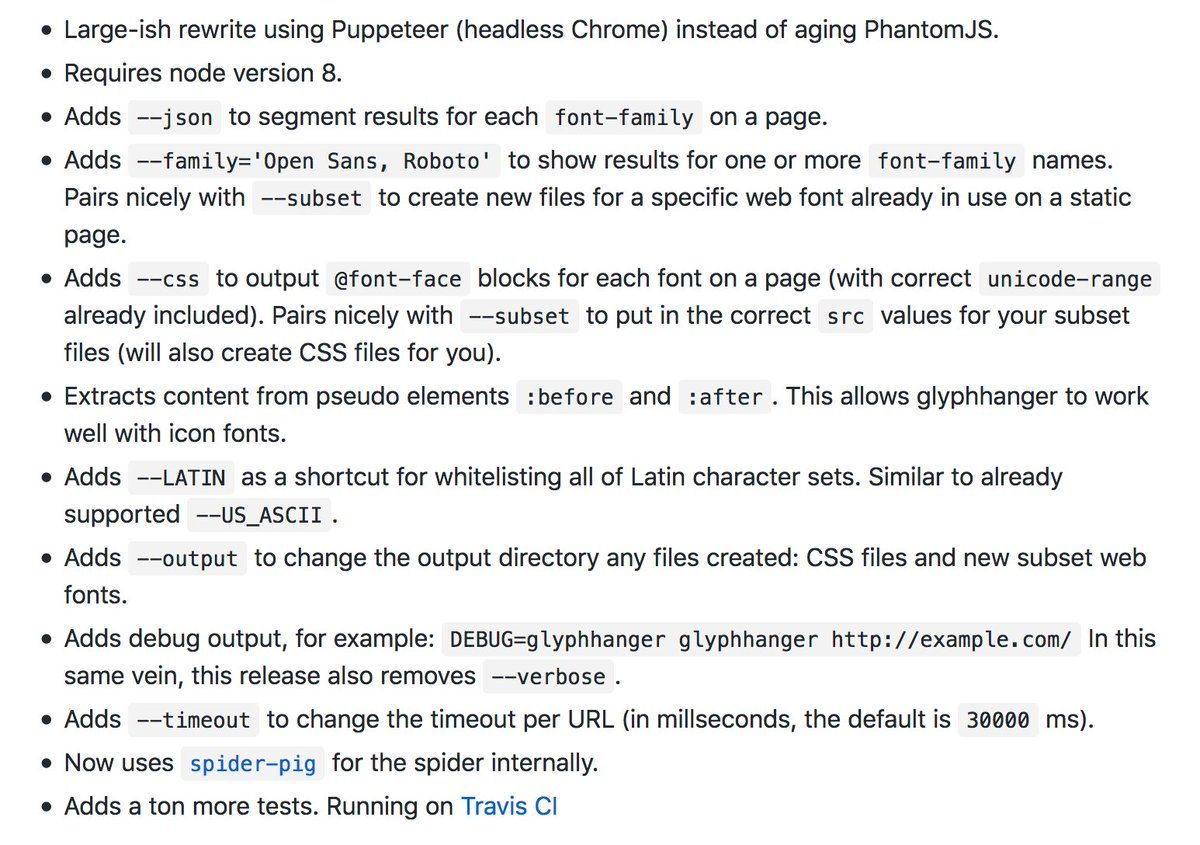 • Large-ish rewrite using Puppeteer (headless Chrome) instead of aging PhantomJS.
• Requires node version 8.
• Adds --json to segment results for each font-family on a page.
• Adds --family='Open Sans, Roboto' to show results for one or more font-family names.
Pairs nicely with --subset to create new files for a specific web font already in use on a static
page.
• Adds --css to output @font-face blocks for each font on a page (with correct unicode-range
already included). Pairs nicely with --subset to put in the correct src values for your subset
files (will also create CSS files for you).
• Extracts content from pseudo elements :before and :after. This allows glyphhanger to work
well with icon fonts.
• Adds --LATIN as a shortcut for whitelisting all of Latin character sets. Similar to already
supported --US_ASCII.
• Adds --output to change the output directory any files created: CSS files and new subset web
fonts.
• Adds debug output, for example: DEBUG=glyphhanger glyphhanger http://example.com/ In this
same vein, this release also removes --verbose.
• Adds --timeout to change the timeout per URL (in millseconds, the default is 30000 ms).
• Now uses spider-pig for the spider internally.
• Adds a ton more tests. Running on Travis CI